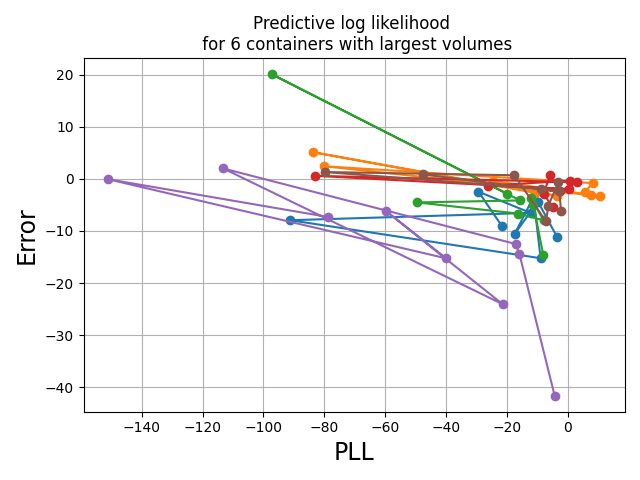 Predictive log likelihood
for 6 containers with largest volumes
20
10
0
−10
−20
−30
−40
Error
−140 −120 −100 −80 −60 −40 −20 0
PLL